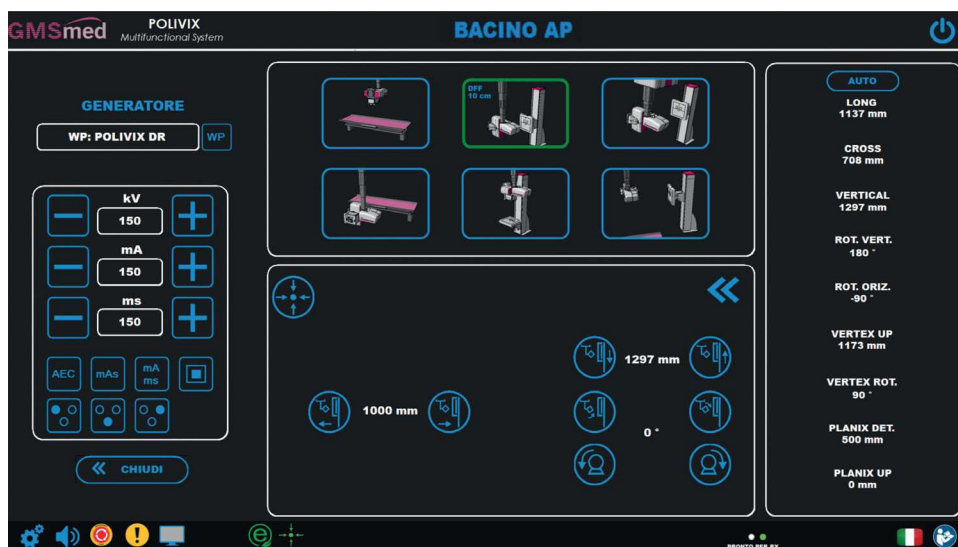 GMSmed
POLIVIX
Multifunctional System
BACINO AP
GENERATORE
WP: POLIVIX DR
WP
kV
150
mA
150
ms
150
AEC
mAs
mA
ms
CHIUDI
DFF
10 cm
1000 mm
1297 mm
0 °
AUTO
LONG
1137 mm
CROSS
708 mm
VERTICAL
1297 mm
ROT. VERT.
180 °
ROT. ORIZ.
-90 °
VERTEX UP
1173 mm
VERTEX ROT.
90 °
PLANIX DET.
500 mm
PLANIX UP
0 mm
PRONTO PER RX